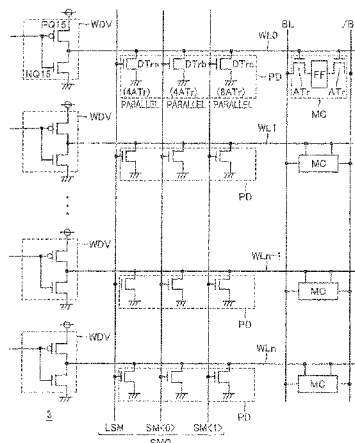 PQ15
WDV
NQ15
WL0
BL
/B
DTra
DTrb
DTrc
PD
(4ATr)
(4ATr)
(8ATr)
PARALLEL
PARALLEL
PARALLEL
FF
ATr
ATr
MC
WDV
WL1
PD
MC
WDV
WLn-1
PD
MC
WDV
WLn
PD
MC
3
LSM
SM<0>
SM<1>